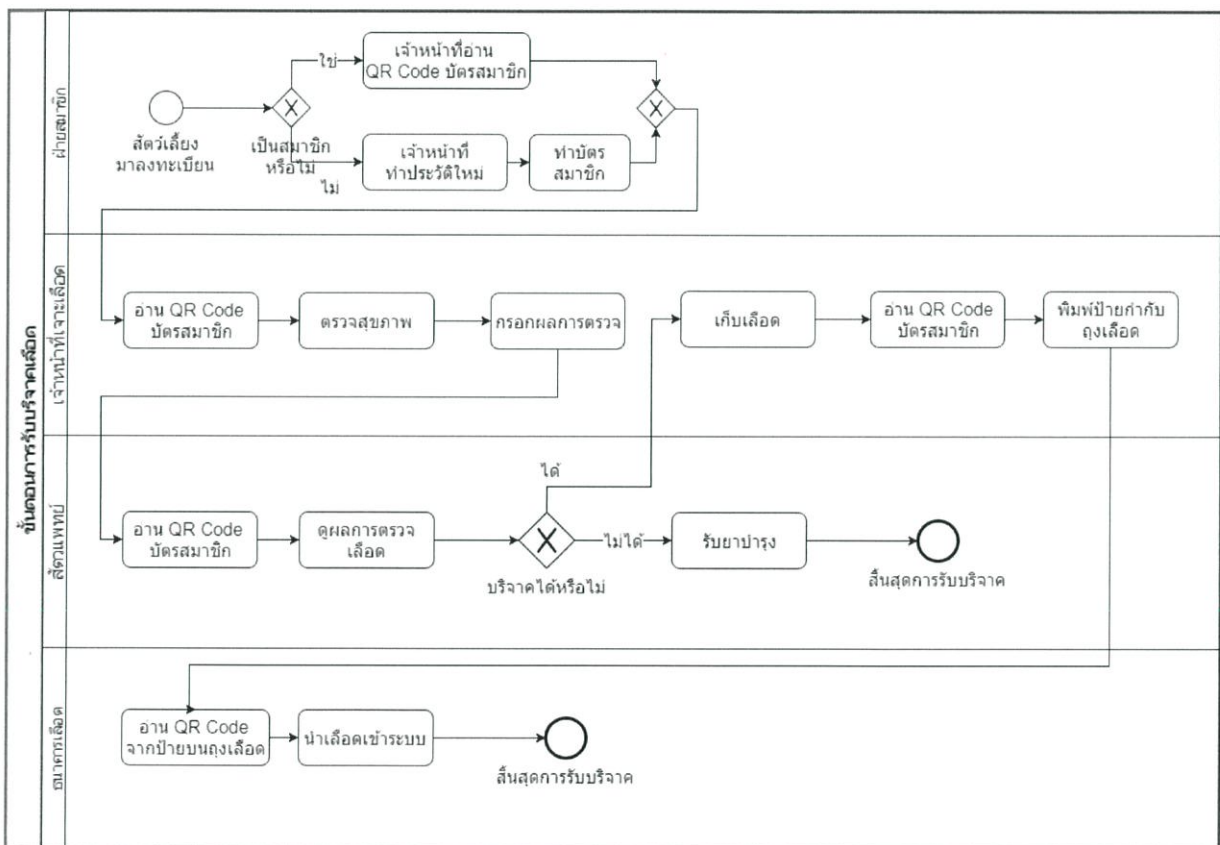 ขั้นตอนการรับบริจาคเลือด
ฝ่ายสมาชิก
สัตว์เลี้ยง
มาลงทะเบียน
เป็นสมาชิก
หรือไม่
ใช่
เจ้าหน้าที่อ่าน
QR Code บัตรสมาชิก
ไม่
เจ้าหน้าที่
ทำประวัติใหม่
ทำบัตร
สมาชิก
เจ้าหน้าที่เจาะเลือด
อ่าน QR Code
บัตรสมาชิก
ตรวจสุขภาพ
กรอกผลการตรวจ
เก็บเลือด
อ่าน QR Code
บัตรสมาชิก
พิมพ์ป้ายกำกับ
ถุงเลือด
สัตวแพทย์
อ่าน QR Code
บัตรสมาชิก
ดูผลการตรวจ
เลือด
บริจาคได้หรือไม่
ได้
ไม่ได้
รับยาบำรุง
สิ้นสุดการรับบริจาค
ธนาคารเลือด
อ่าน QR Code
จากป้ายบนถุงเลือด
นำเลือดเข้าระบบ
สิ้นสุดการรับบริจาค